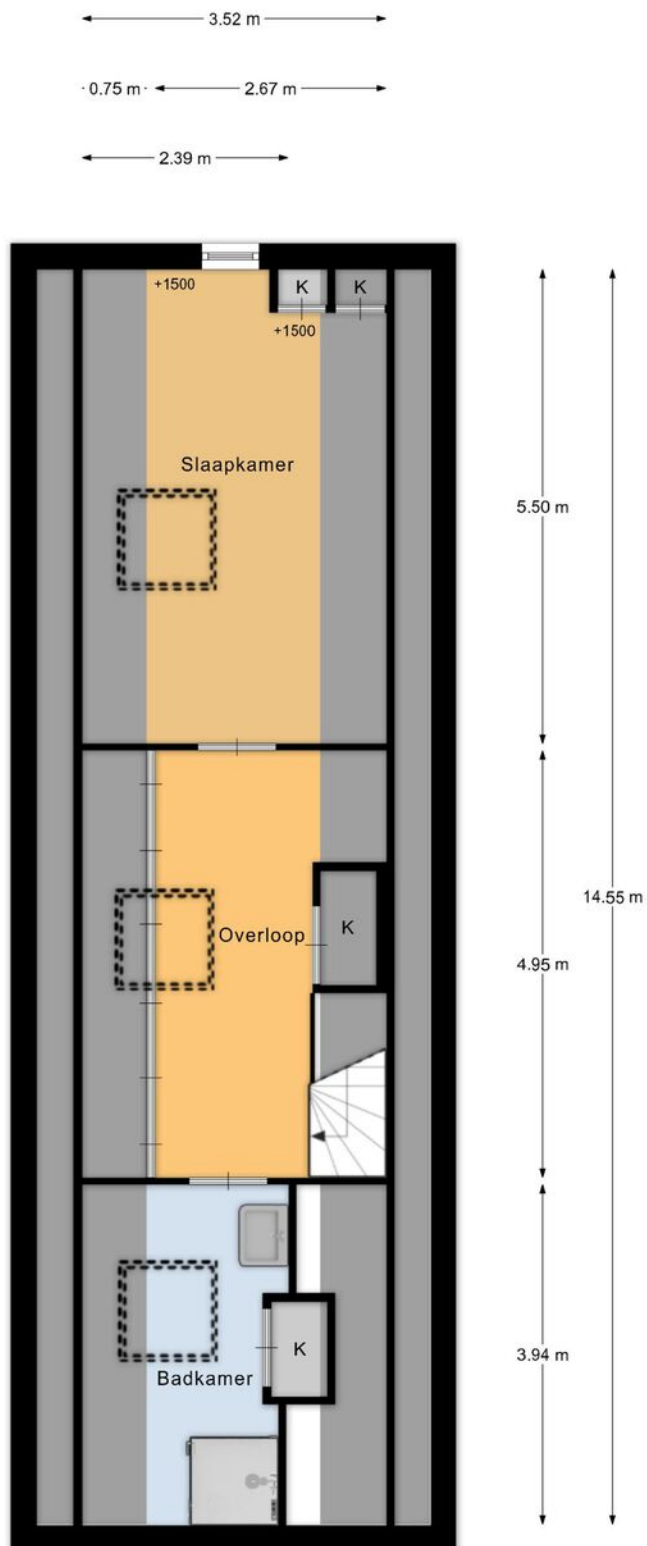 3.52 m
0.75 m
2.67 m
2.39 m
+1500
K
K
+1500
Slaapkamer
5.50 m
14.55 m
K
Overloop
4.95 m
K
Badkamer
3.94 m